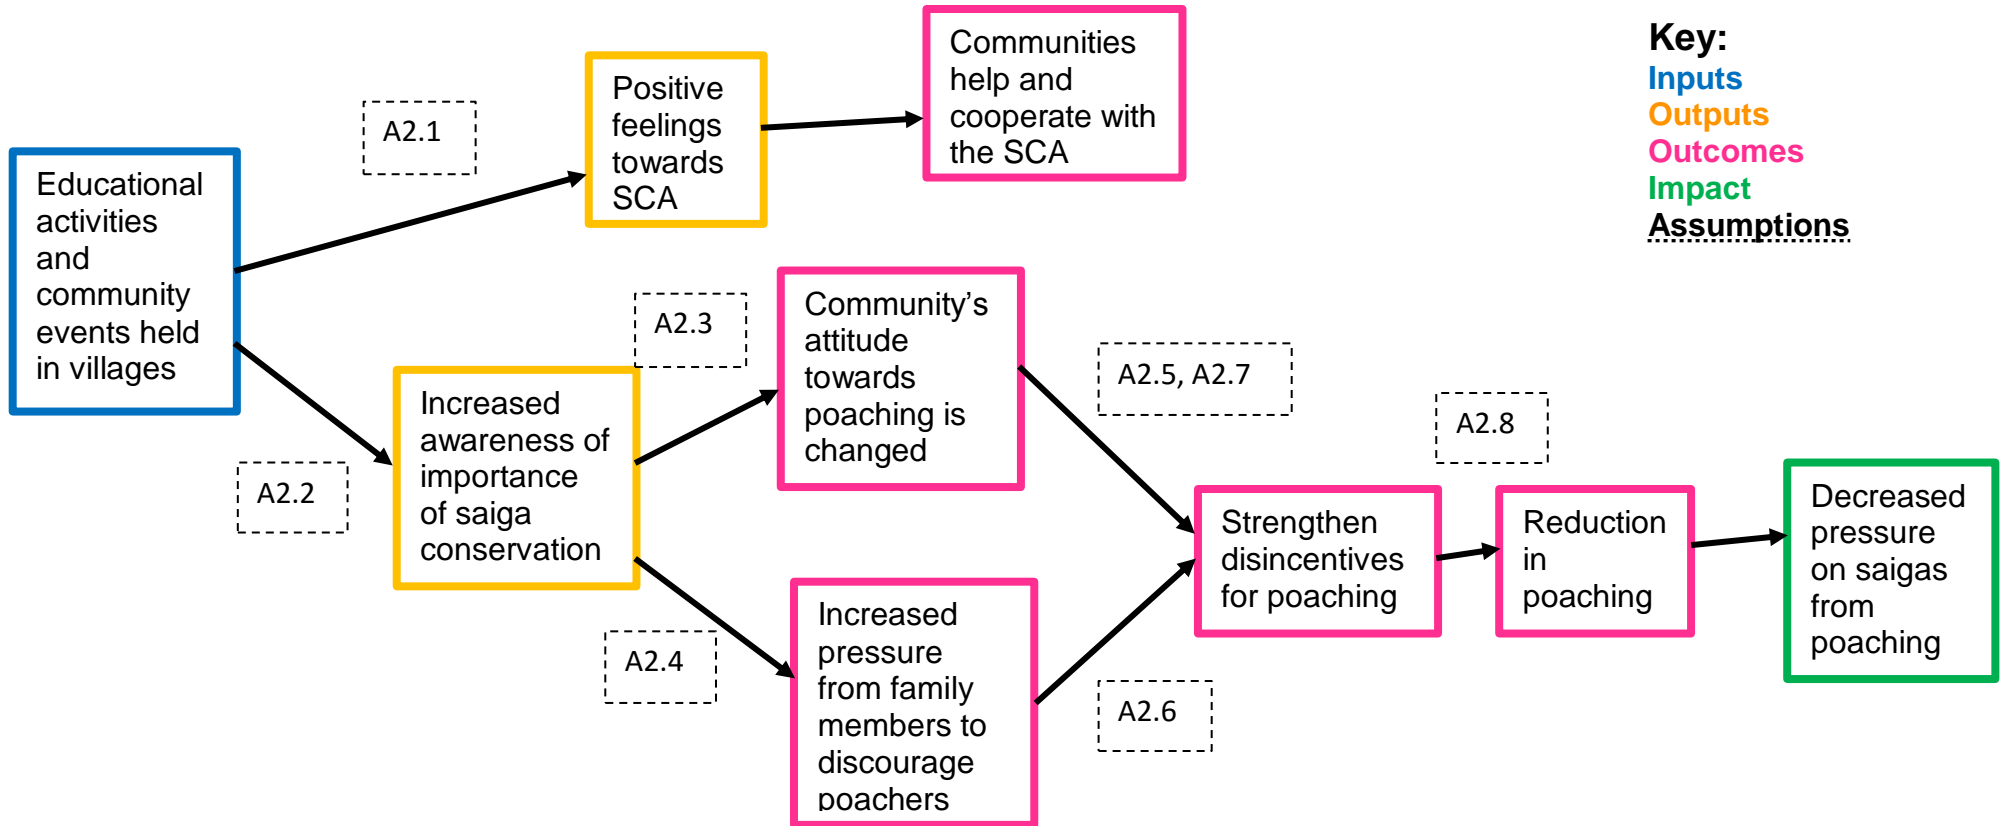 Educational
activities
and
community
events held
in villages
A2.1
Positive
feelings
towards
SCA
Communities
help and
cooperate with
the SCA
A2.2
Increased
awareness of
importance
of saiga
conservation
A2.3
Community’s
attitude
towards
poaching is
changed
A2.4
Increased
pressure
from family
members to
discourage
poachers
A2.5, A2.7
A2.6
Strengthen
disincentives
for poaching
A2.8
Reduction
in
poaching
Decreased
pressure
on saigas
from
poaching
Key:
Inputs
Outputs
Outcomes
Impact
Assumptions